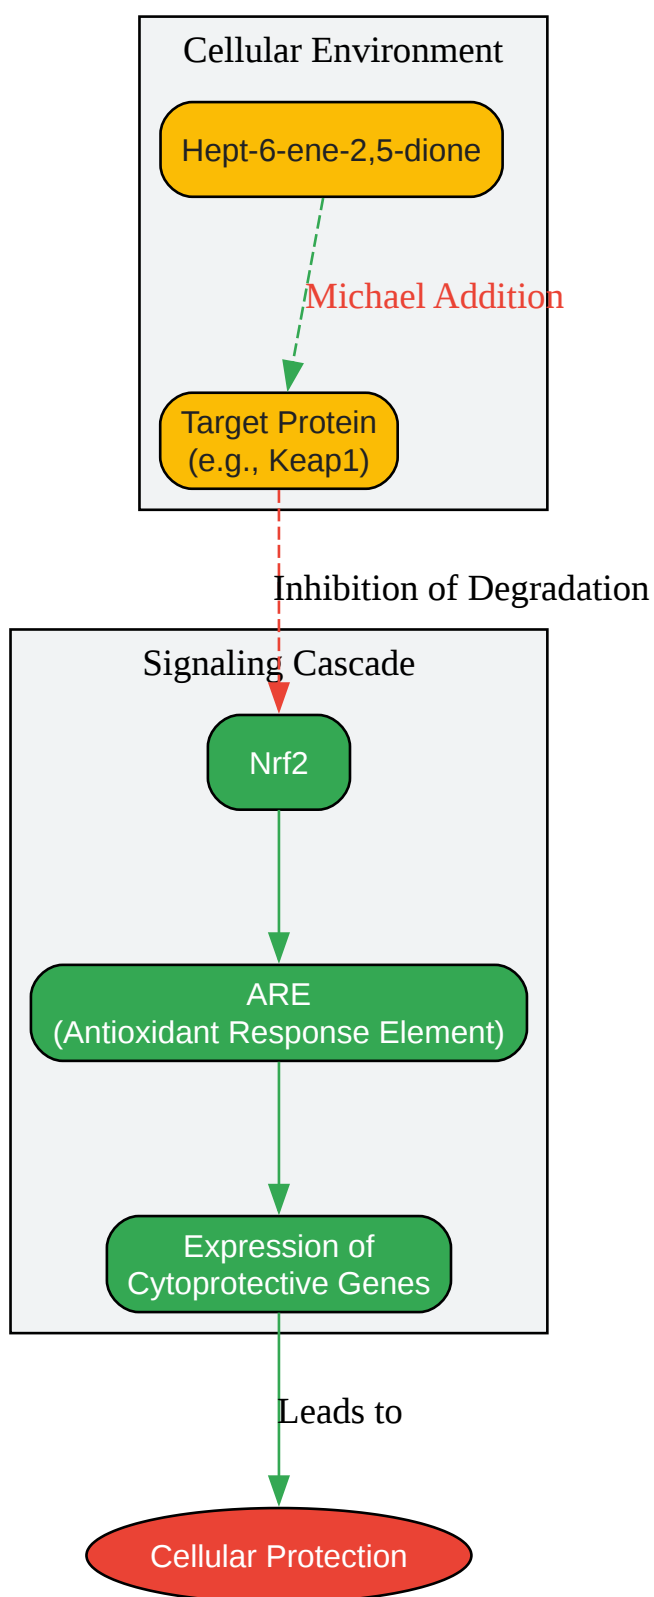 Cellular Environment
Hept-6-ene-2,5-dione
Michael Addition
Target Protein
(e.g., Keap1)
Inhibition of Degradation
Signaling Cascade
Nrf2
ARE
(Antioxidant Response Element)
Expression of
Cytoprotective Genes
Leads to
Cellular Protection